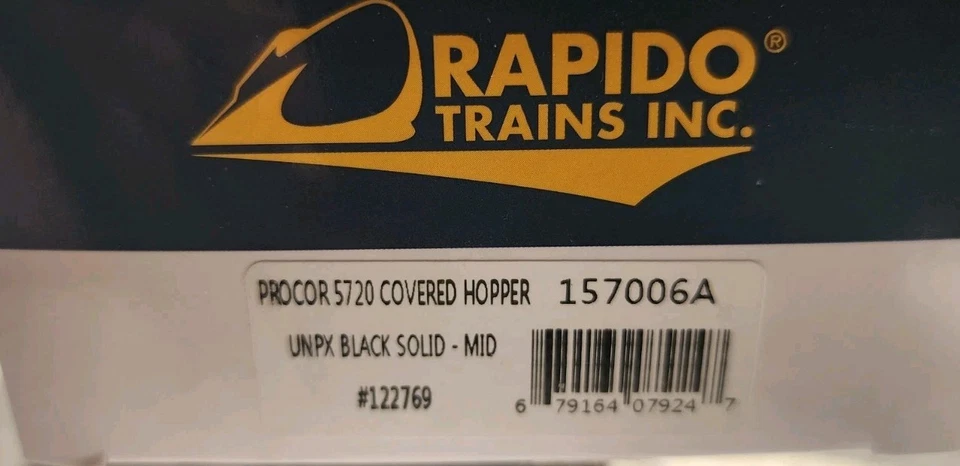 RAPIDO®
TRAINS INC.
PROCOR 5720 COVERED HOPPER 157006A
UNPX BLACK SOLID - MID
#122769
6 79164 07924 7